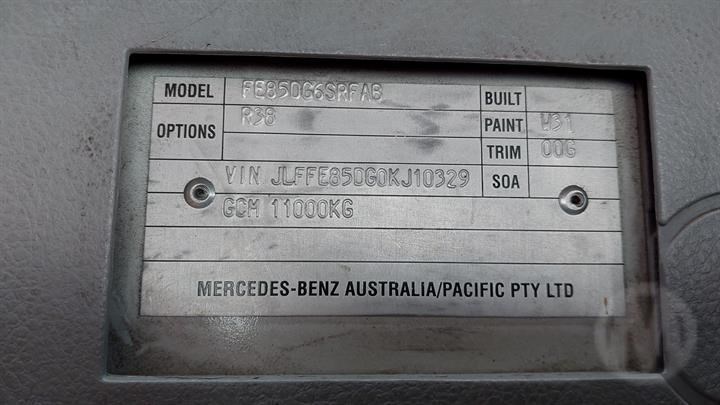 MODEL FE85DG6SRFAB BUILT
OPTIONS R38 PAINT W31
TRIM 00G
VIN JLFFE85DG0KJ10329 SOA
GCM 11000KG
MERCEDES-BENZ AUSTRALIA/PACIFIC PTY LTD